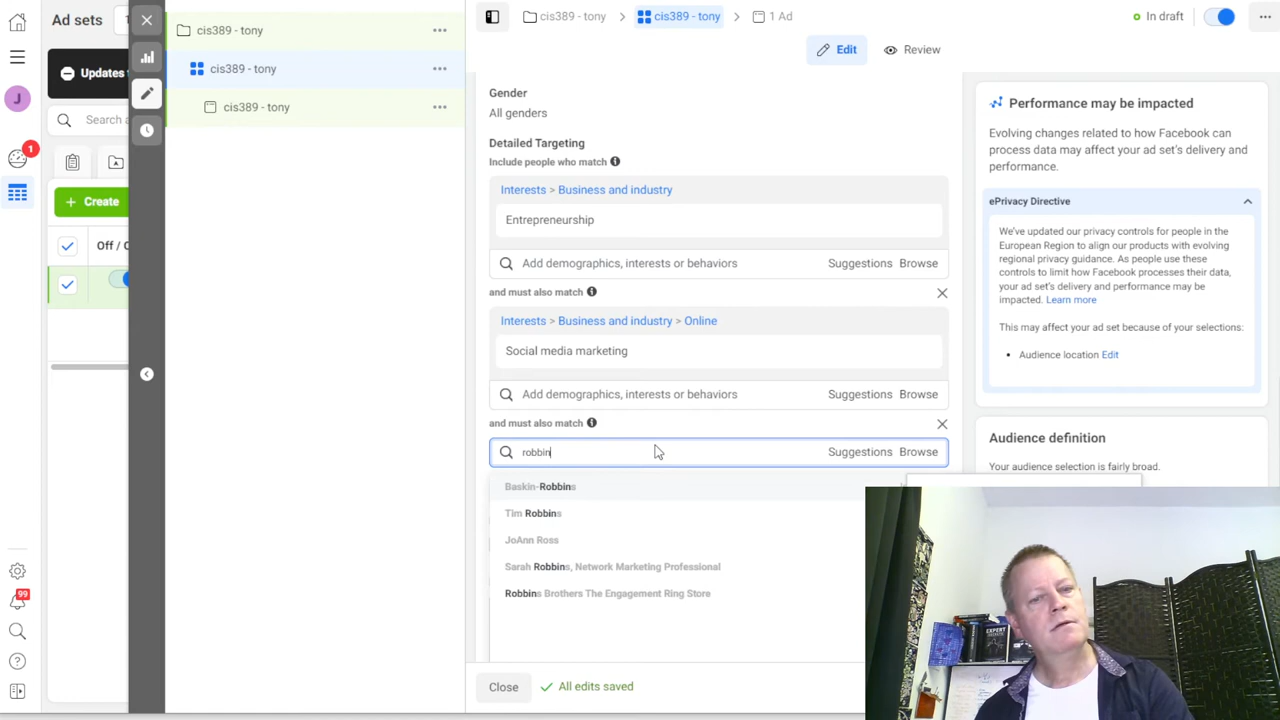 Ad sets
1
Updates
Search a
Create
Off / O
J
1
99
cis389 - tony
cis389 - tony
cis389 - tony
cis389 - tony
cis389 - tony
1 Ad
In draft
Edit
Review
Gender
All genders
Detailed Targeting
Include people who match
Interests > Business and industry
Entrepreneurship
Add demographics, interests or behaviors Suggestions Browse
and must also match
Interests > Business and industry > Online
Social media marketing
Add demographics, interests or behaviors Suggestions Browse
and must also match
robbin Suggestions Browse
Baskin-Robbins
Tim Robbins
JoAnn Ross
Sarah Robbins, Network Marketing Professional
Robbins Brothers The Engagement Ring Store
Close
All edits saved
Performance may be impacted
Evolving changes related to how Facebook can
process data may affect your ad set's delivery and
performance.
ePrivacy Directive
We've updated our privacy controls for people in the
European Region to align our products with evolving
regional privacy guidance. As people use these
controls to limit how Facebook processes their data,
your ad set's delivery and performance may be
impacted. Learn more
This may affect your ad set because of your selections:
• Audience location Edit
Audience definition
Your audience selection is fairly broad.
EXPERT